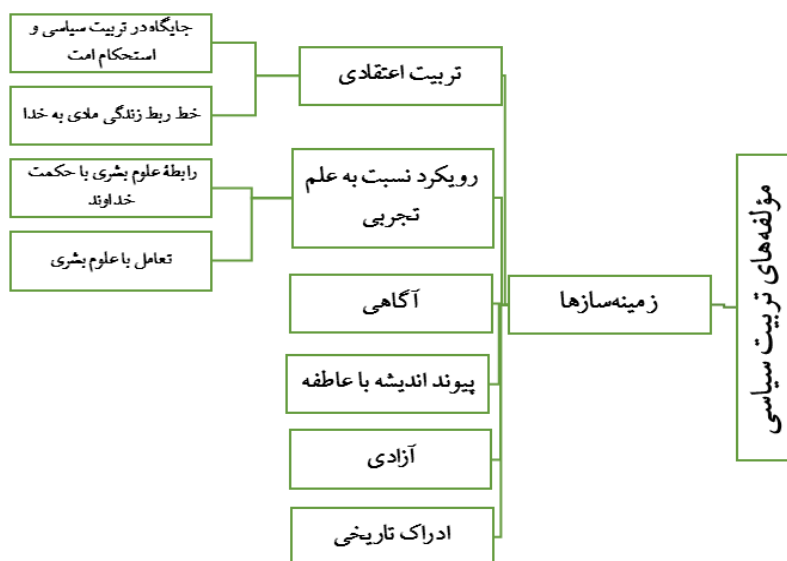 مؤلفه‌های تربیت سیاسی
زمینه‌سازها
تربیت اعتقادی
جایگاه در تربیت سیاسی و
استحکام امت
خط ربط زندگی مادی به خدا
رویکرد نسبت به علم
تجربی
رابطهٔ علوم بشری با حکمت
خداوند
تعامل با علوم بشری
آگاهی
پیوند اندیشه با عاطفه
آزادی
ادراک تاریخی